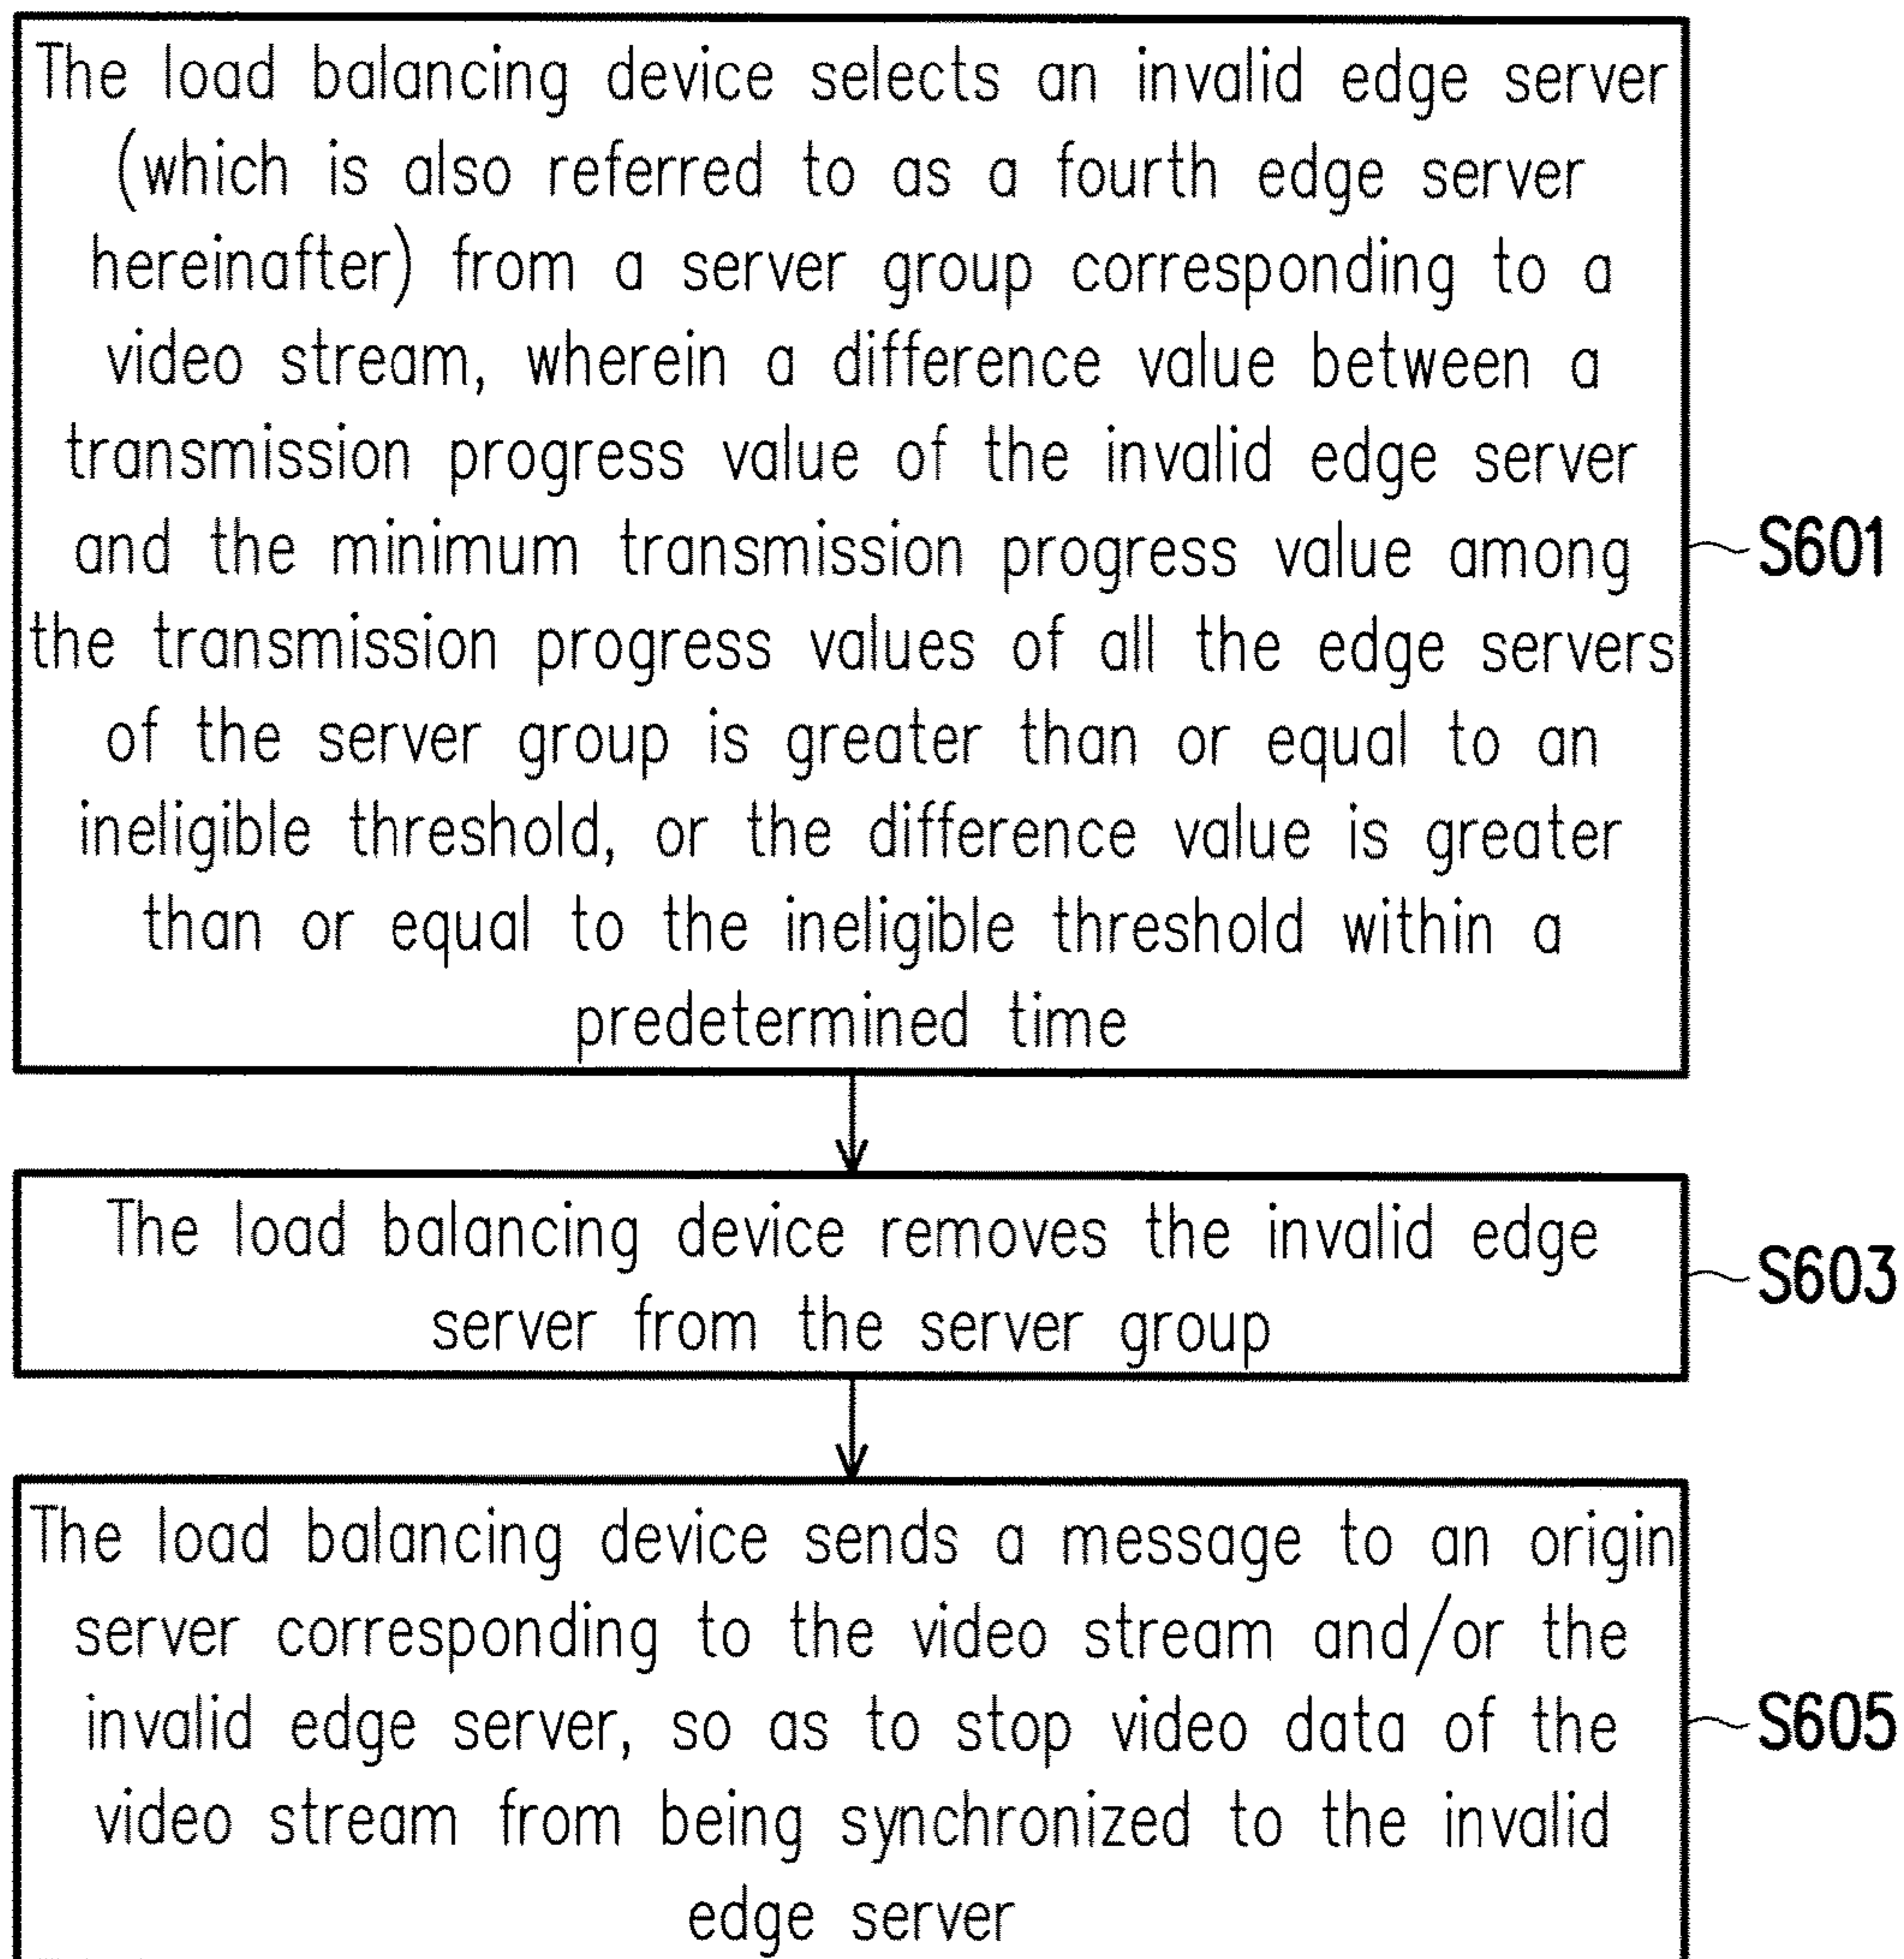 The load balancing device selects an invalid edge server
(which is also referred to as a fourth edge server
hereinafter) from a server group corresponding to a
video stream, wherein a difference value between a
transmission progress value of the invalid edge server
and the minimum transmission progress value among
the transmission progress values of all the edge servers
of the server group is greater than or equal to an
ineligible threshold, or the difference value is greater
than or equal to the ineligible threshold within a
predetermined time
S601
The load balancing device removes the invalid edge
server from the server group
S603
The load balancing device sends a message to an origin
server corresponding to the video stream and/or the
invalid edge server, so as to stop video data of the
video stream from being synchronized to the invalid
edge server
S605